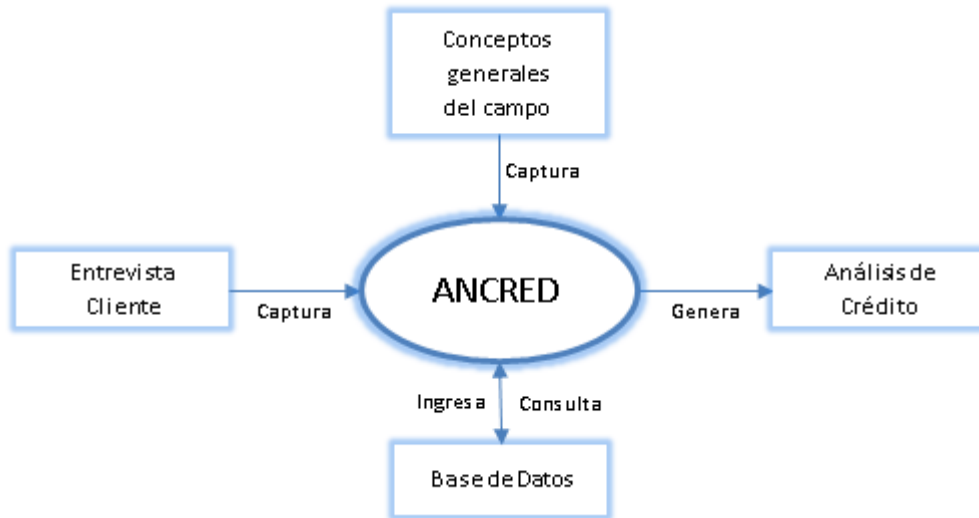 Conceptos
generales
del campo
Captura
Entrevista
Cliente
Captura
ANCRED
Genera
Análisis de
Crédito
Ingresa
Consulta
Base de Datos